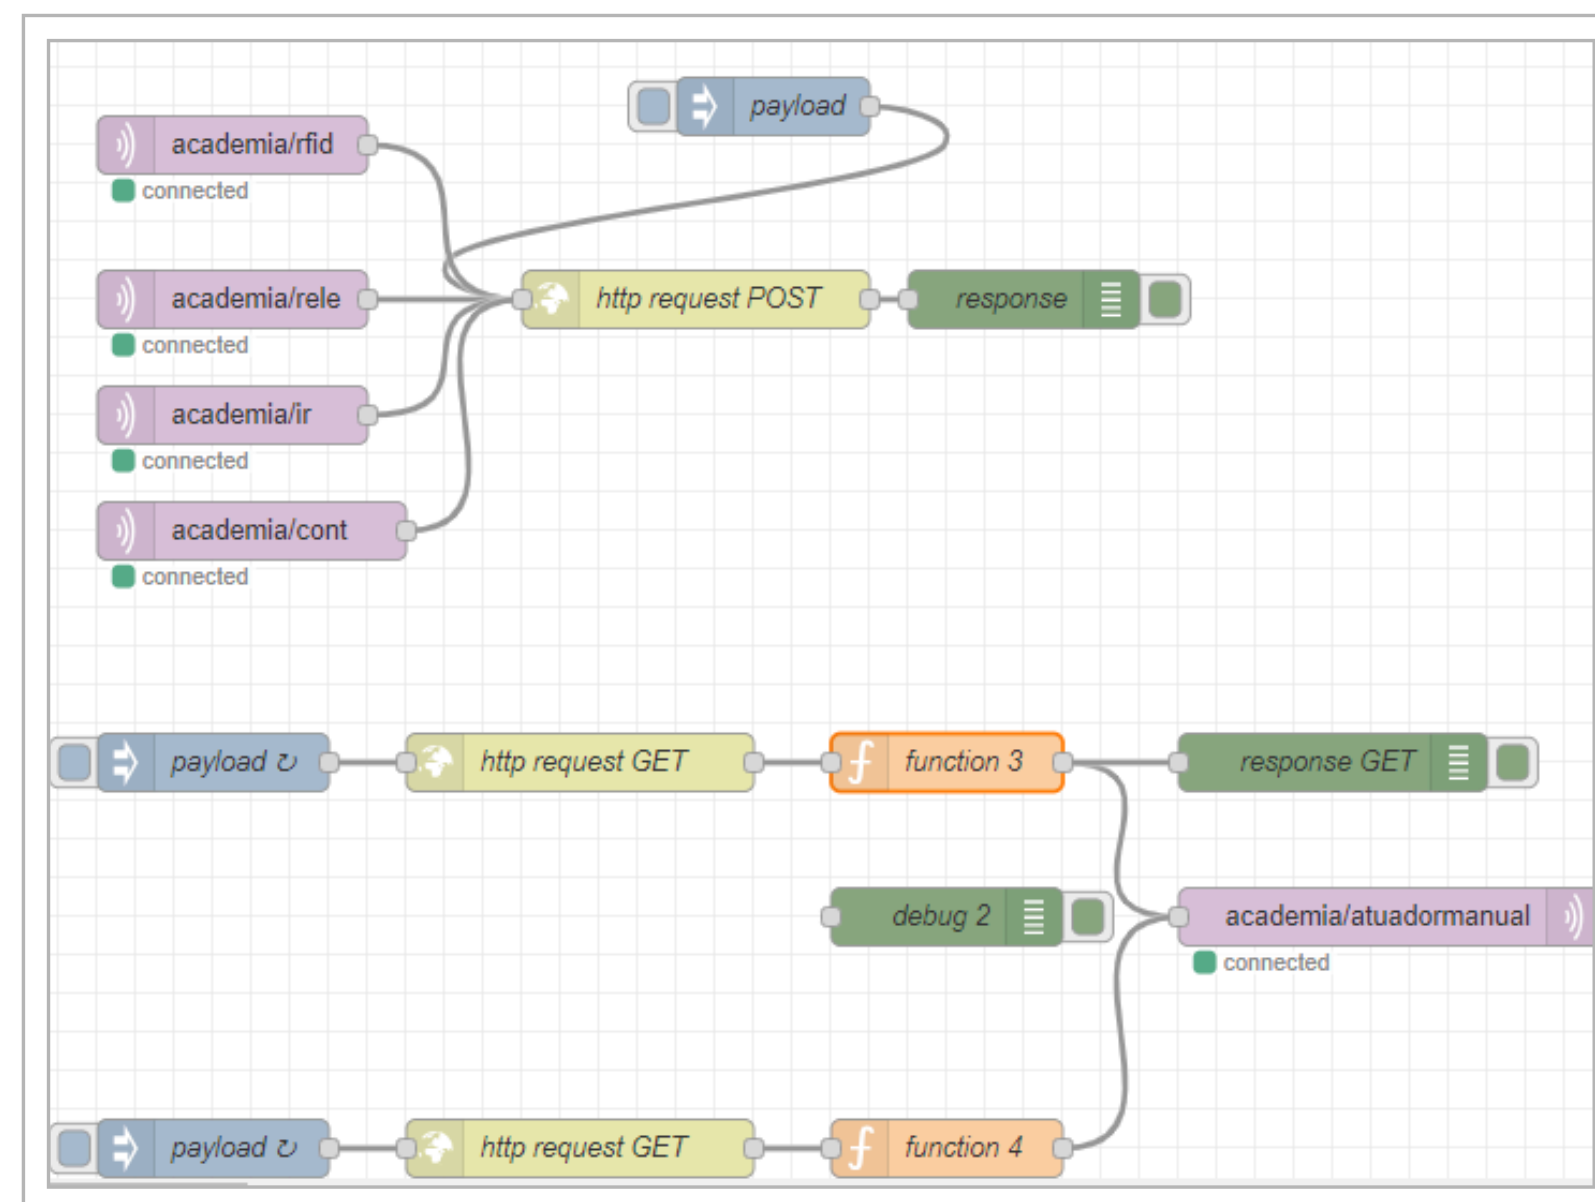 payload
academia/rfid
connected
academia/rele
connected
http request POST
response
academia/ir
connected
academia/cont
connected
payload ↻
http request GET
function 3
response GET
debug 2
academia/atuadormanual
connected
payload ↻
http request GET
function 4